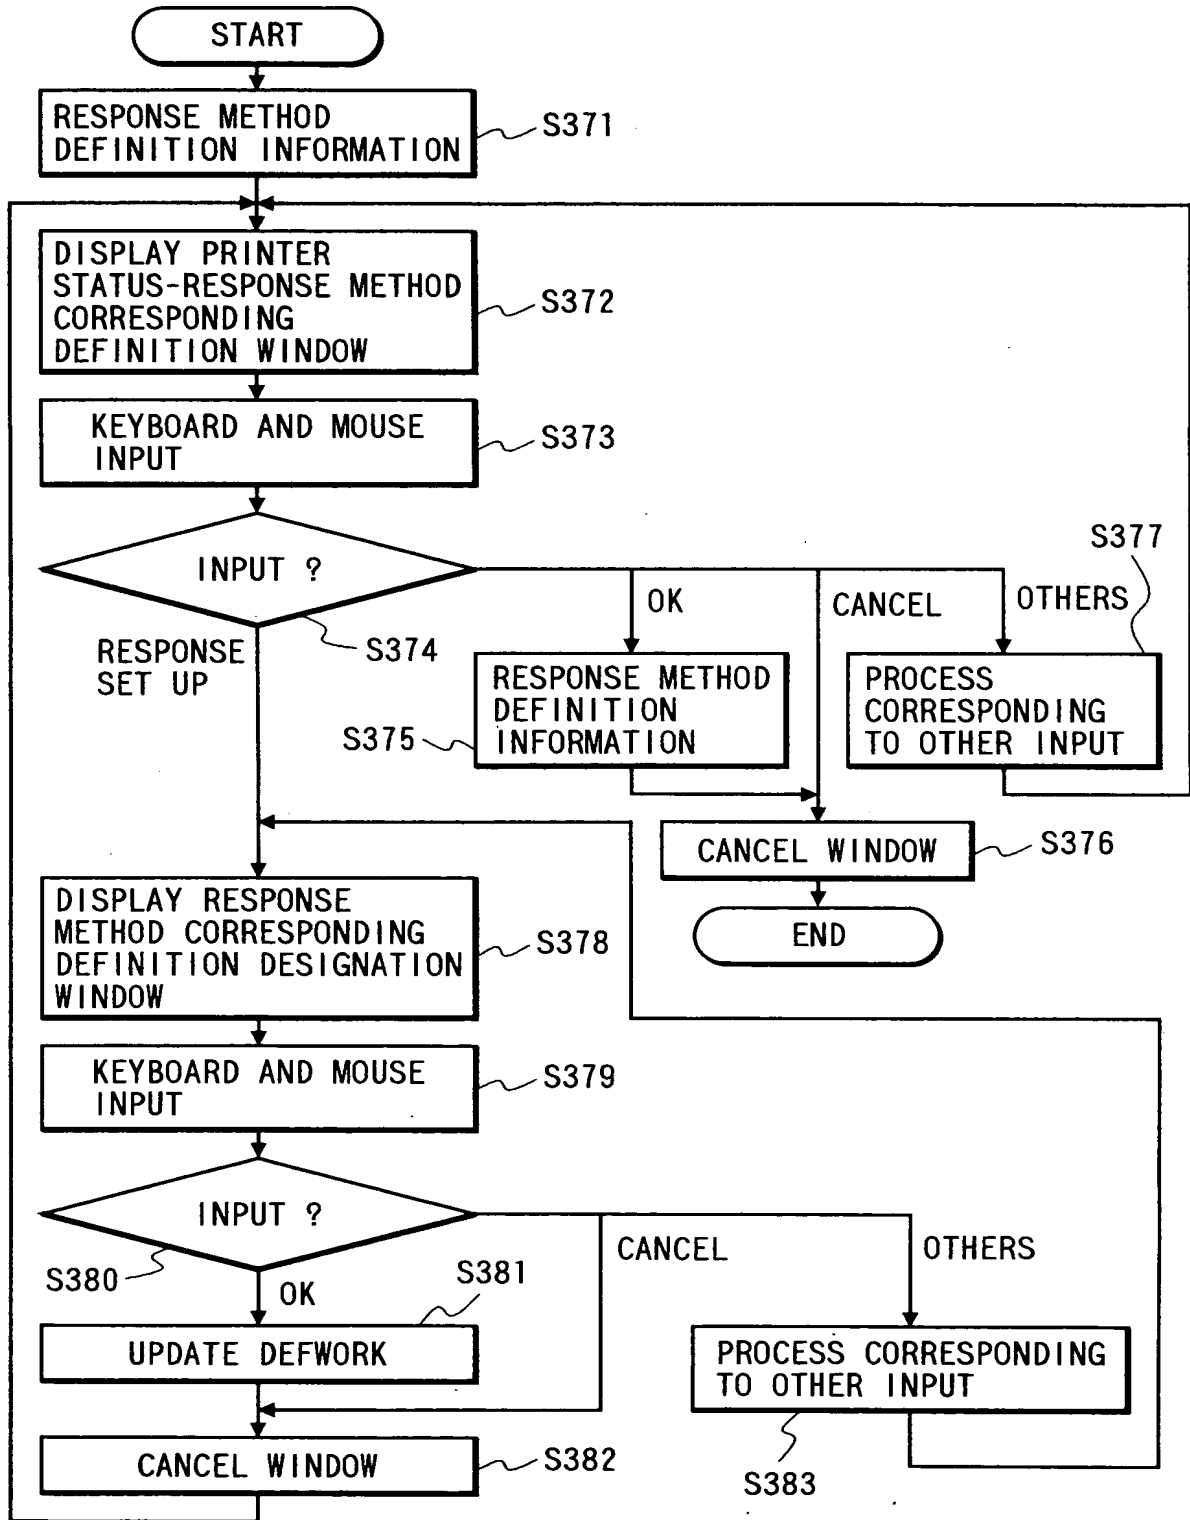 START
RESPONSE METHOD
DEFINITION INFORMATION
S371
DISPLAY PRINTER
STATUS-RESPONSE METHOD
CORRESPONDING
DEFINITION WINDOW
S372
KEYBOARD AND MOUSE
INPUT
S373
INPUT ?
S374
RESPONSE
SET UP
OK
CANCEL
OTHERS
S377
RESPONSE METHOD
DEFINITION
INFORMATION
S375
PROCESS
CORRESPONDING
TO OTHER INPUT
CANCEL WINDOW
S376
END
DISPLAY RESPONSE
METHOD CORRESPONDING
DEFINITION DESIGNATION
WINDOW
S378
KEYBOARD AND MOUSE
INPUT
S379
INPUT ?
S380
OK
S381
CANCEL
OTHERS
UPDATE DEFWORK
PROCESS CORRESPONDING
TO OTHER INPUT
S383
CANCEL WINDOW
S382